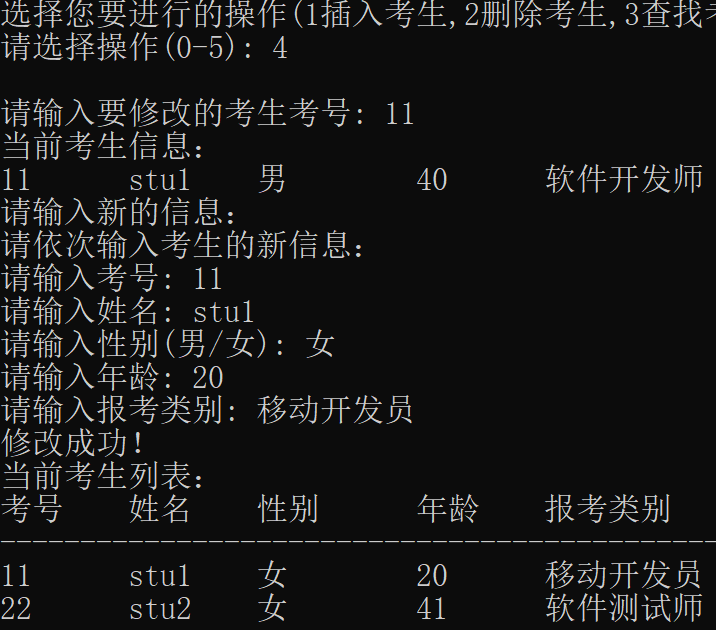 选择您要进行的操作(1插入考生,2删除考生,3查找
请选择操作(0-5): 4
请输入要修改的考生考号: 11
当前考生信息:
11 stu1 男 40 软件开发师
请输入新的信息:
请依次输入考生的新信息:
请输入考号: 11
请输入姓名: stu1
请输入性别(男/女): 女
请输入年龄: 20
请输入报考类别: 移动开发员
修改成功!
当前考生列表:
考号 姓名 性别 年龄 报考类别
---------------------------------------------
11 stu1 女 20 移动开发员
22 stu2 女 41 软件测试师